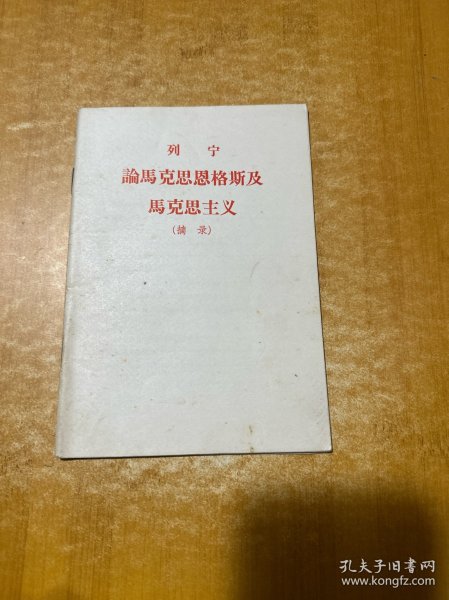 列 宁
論馬克思恩格斯及
馬克思主义
(摘 录)
孔夫子旧书网
www.kongfz.com